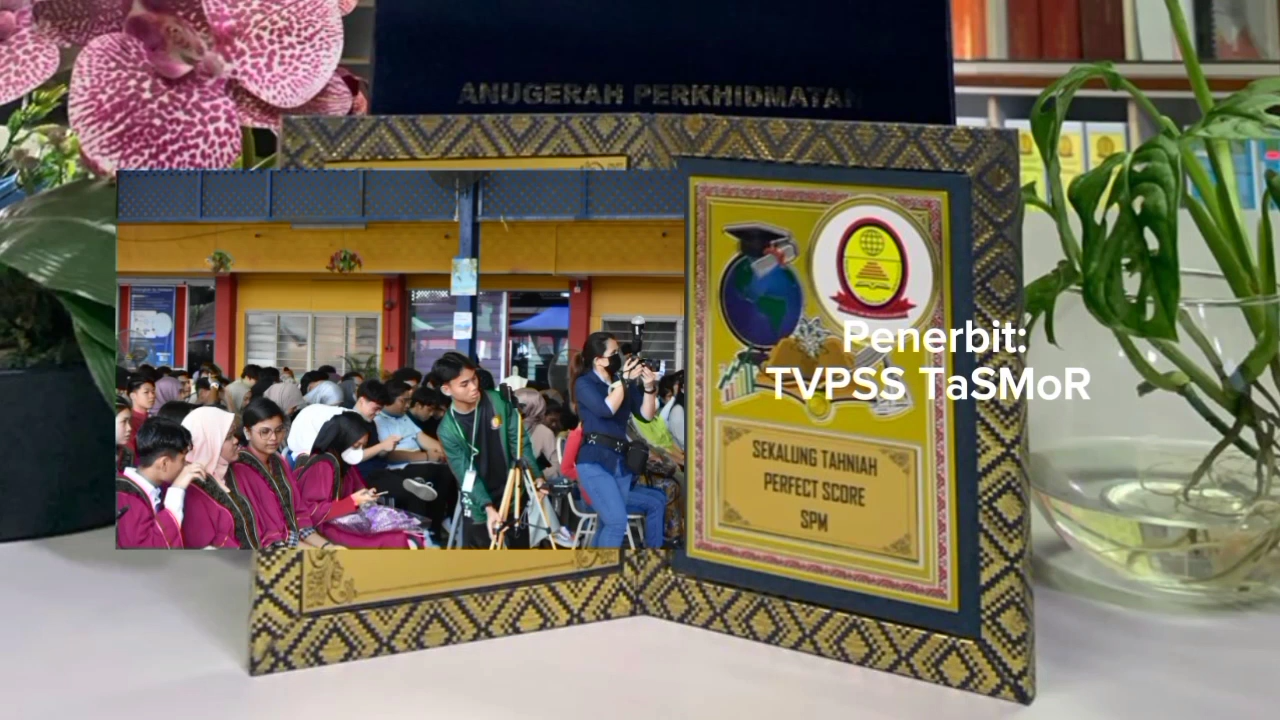 ANUGERAH PERKHIDMATAN
Penerbit:
TVPSS TaSMoR
SEKALUNG TAHNIAH
PERFECT SCORE
SPM